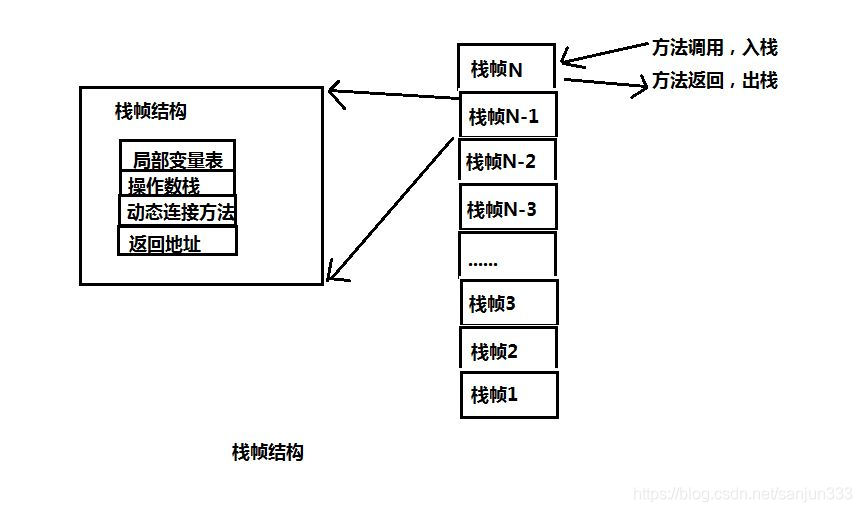 栈帧结构
局部变量表
操作数栈
动态连接方法
返回地址
栈帧N
栈帧N-1
栈帧N-2
栈帧N-3
......
栈帧3
栈帧2
栈帧1
方法调用，入栈
方法返回，出栈
栈帧结构
https://blog.csdn.net/sanjun333